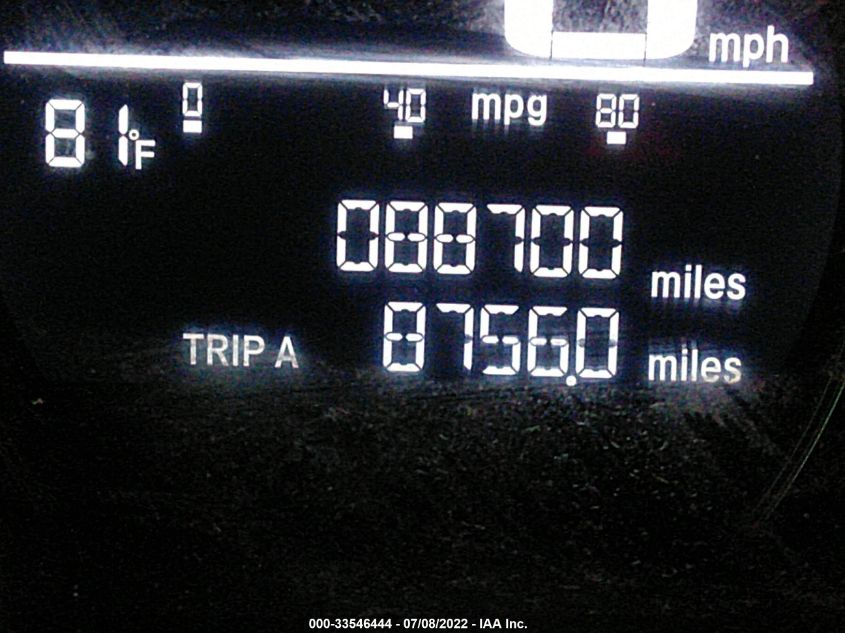 0 mph
0 40 mpg 80
81°F
088700 miles
TRIP A 8756.0 miles
000-33546444 - 07/08/2022 - IAA Inc.